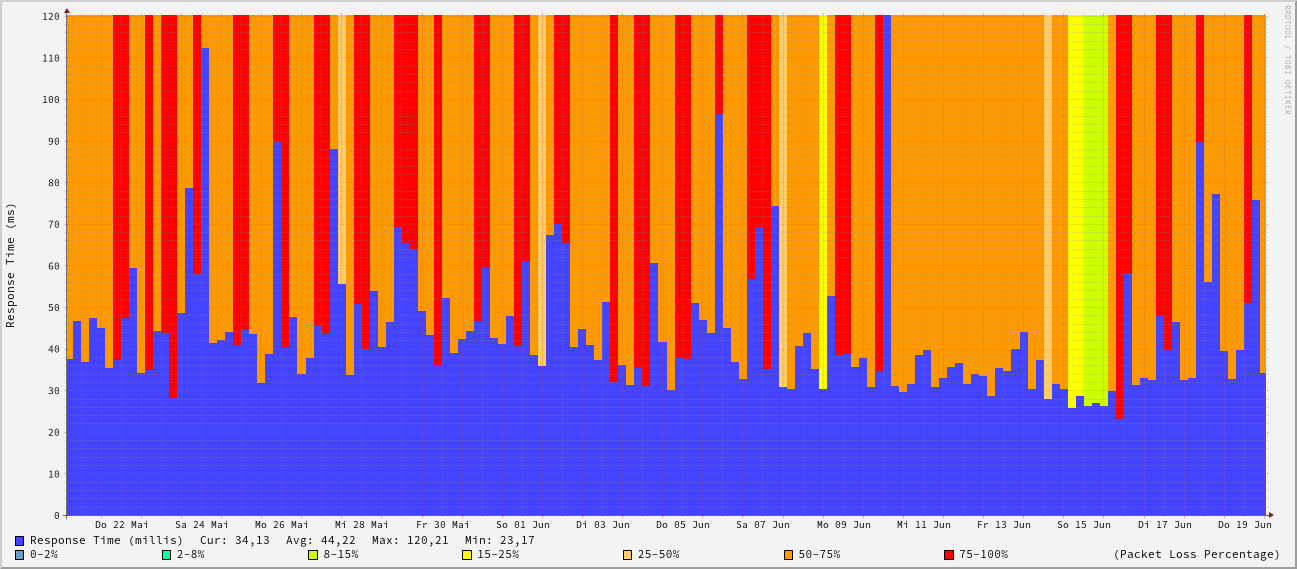 RRDTOOL / TOBI OETIKER
Response Time (ms)
120
110
100
90
80
70
60
50
40
30
20
10
0
Do 22 Mai Sa 24 Mai Mo 26 Mai Mi 28 Mai Fr 30 Mai So 01 Jun Di 03 Jun Do 05 Jun Sa 07 Jun Mo 09 Jun Mi 11 Jun Fr 13 Jun So 15 Jun Di 17 Jun Do 19 Jun
Response Time (millis) Cur: 34,13 Avg: 44,22 Max: 120,21 Min: 23,17
0-2% 2-8% 8-15% 15-25% 25-50% 50-75% 75-100% (Packet Loss Percentage)